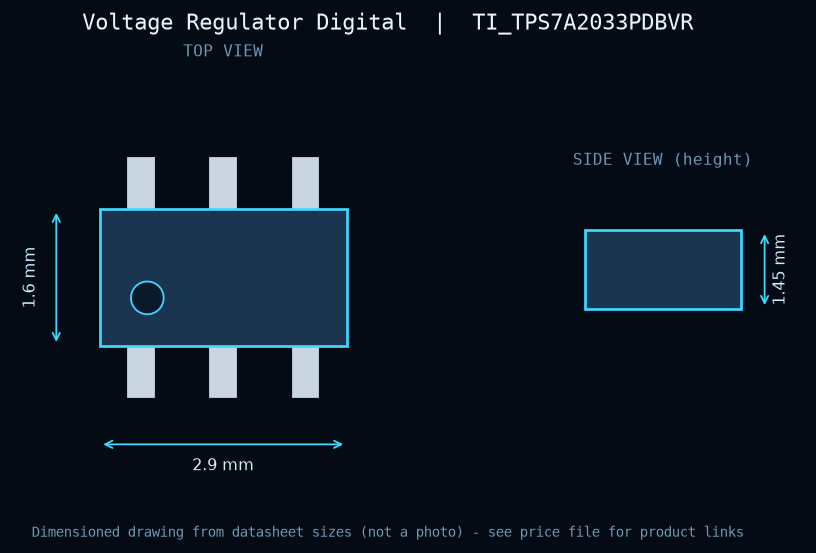 Voltage Regulator Digital  |  TI_TPS7A2033PDBVR
TOP VIEW
SIDE VIEW (height)
1.6 mm
1.45 mm
2.9 mm
Dimensioned drawing from datasheet sizes (not a photo) - see price file for product links